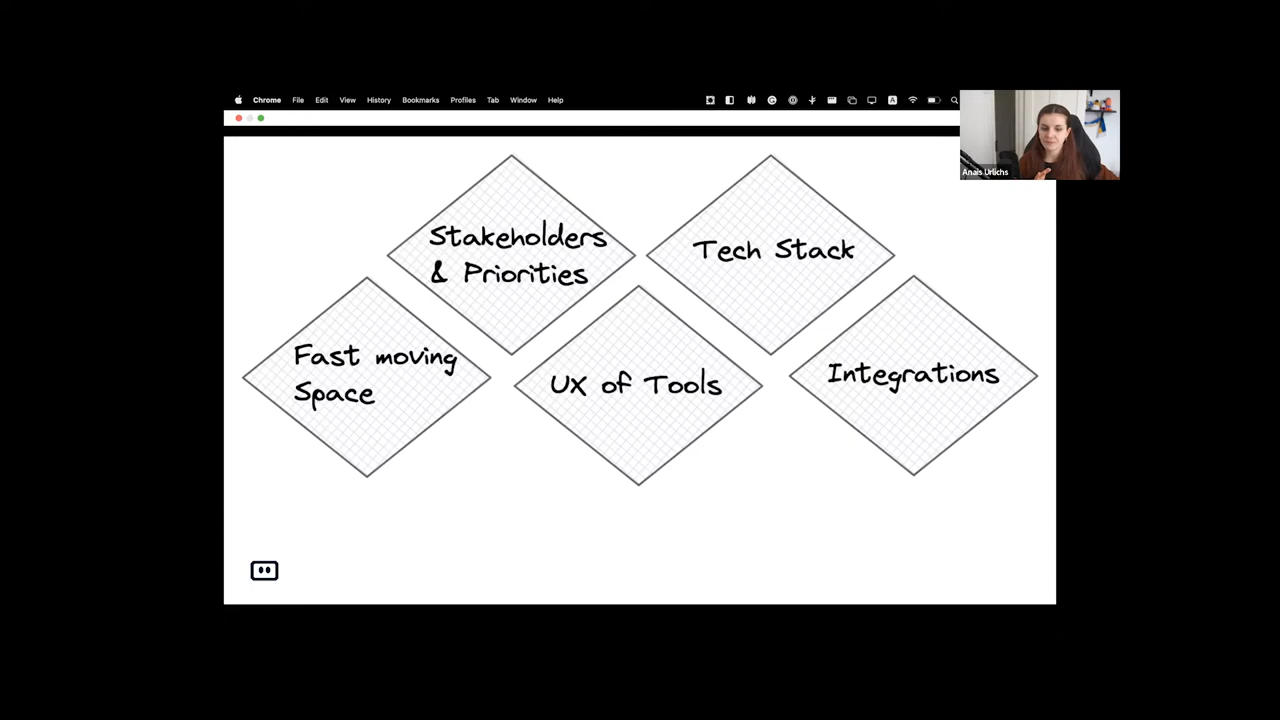 Chrome File Edit View History Bookmarks Profiles Tab Window Help
Anais Urlichs
Stakeholders
& Priorities
Tech Stack
Fast moving
Space
UX of Tools
Integrations